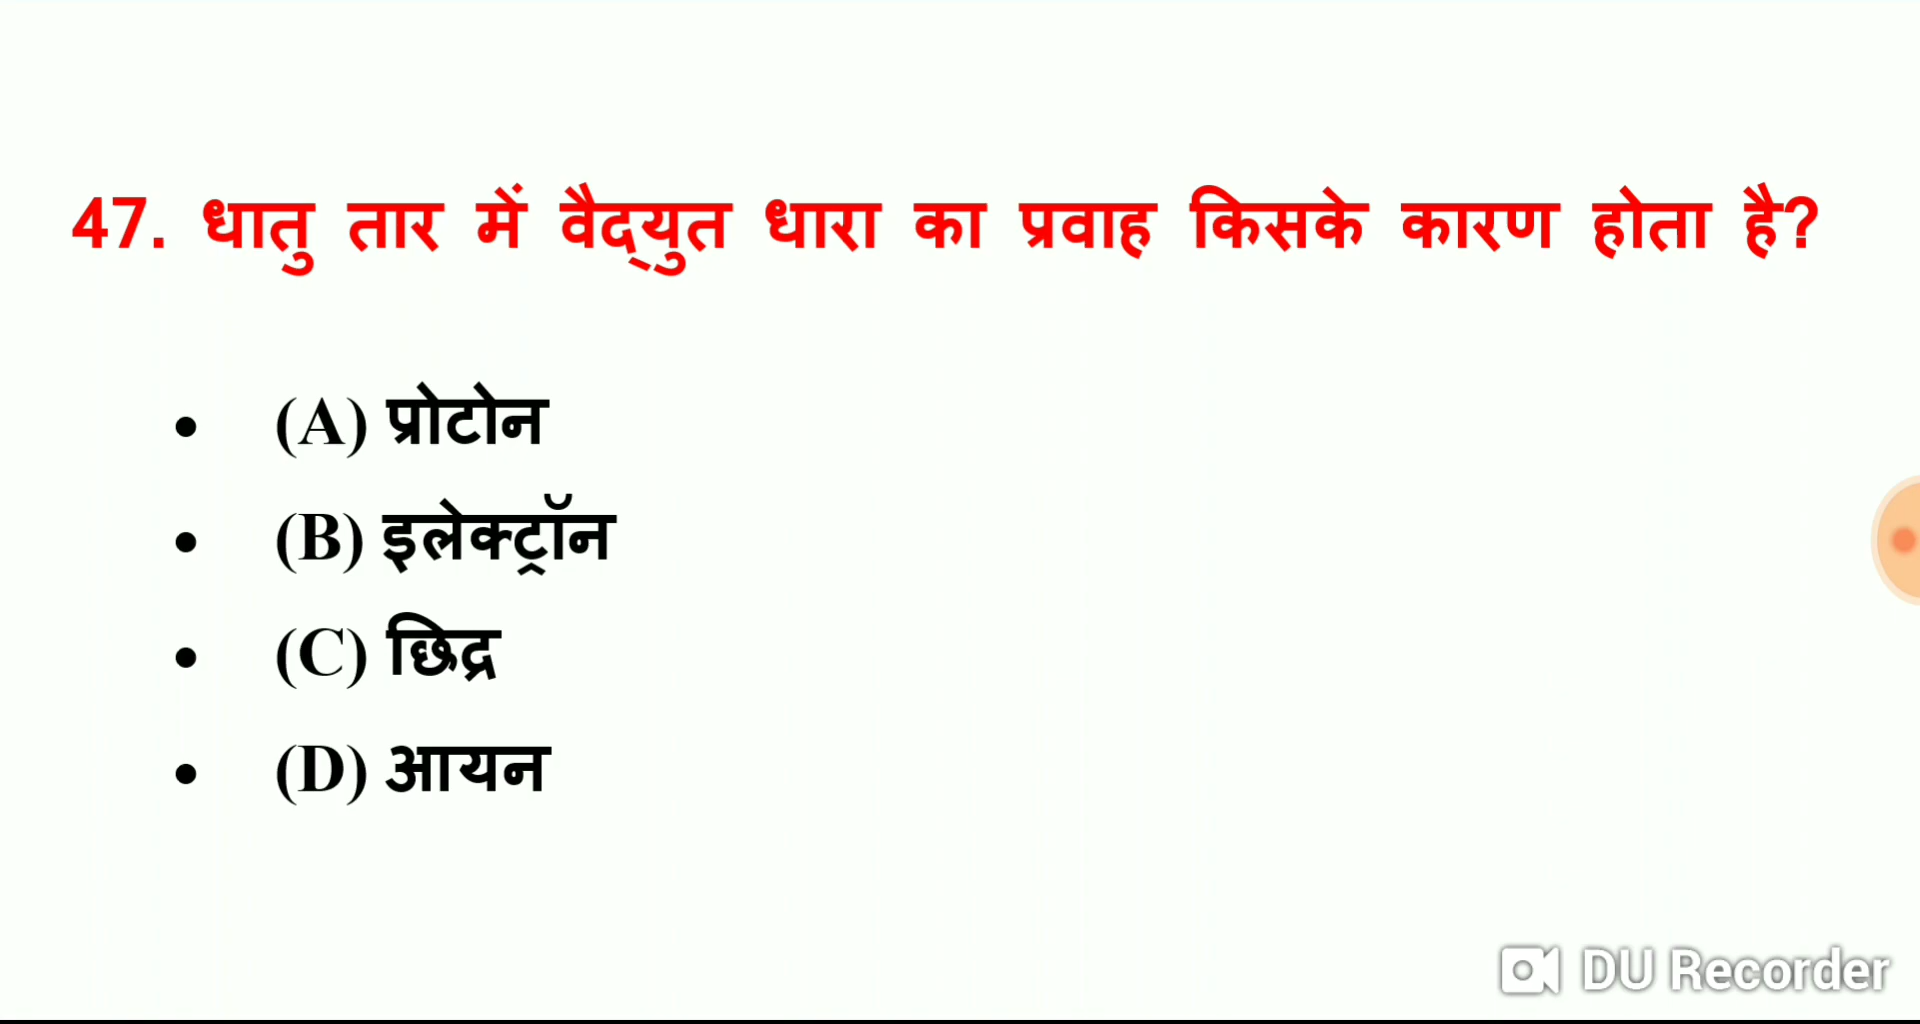 47. धातु तार में वैद्‌युत धारा का प्रवाह किसके कारण होता है?
• (A) प्रोटोन
• (B) इलेक्ट्रॉन
• (C) छिद्र
• (D) आयन
DU Recorder